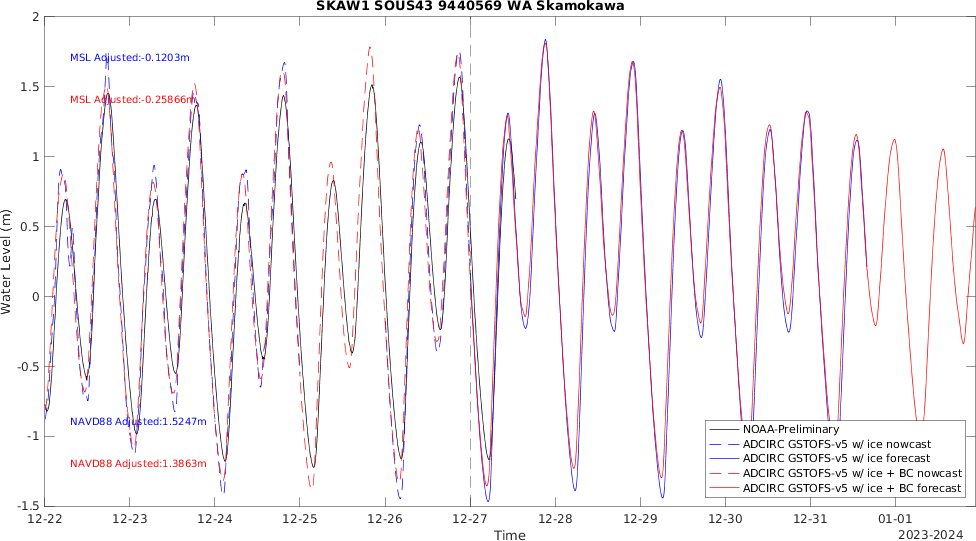 SKAW1 SOUS43 9440569 WA Skamokawa
2
1.5
1
0.5
0
-0.5
-1
-1.5
Water Level (m)
MSL Adjusted:-0.1203m
MSL Adjusted:-0.25866m
NAVD88 Adjusted:1.5247m
NAVD88 Adjusted:1.3863m
NOAA-Preliminary
ADCIRC GSTOFS-v5 w/ ice nowcast
ADCIRC GSTOFS-v5 w/ ice forecast
ADCIRC GSTOFS-v5 w/ ice + BC nowcast
ADCIRC GSTOFS-v5 w/ ice + BC forecast
12-22 12-23 12-24 12-25 12-26 12-27 12-28 12-29 12-30 12-31 01-01
Time
2023-2024